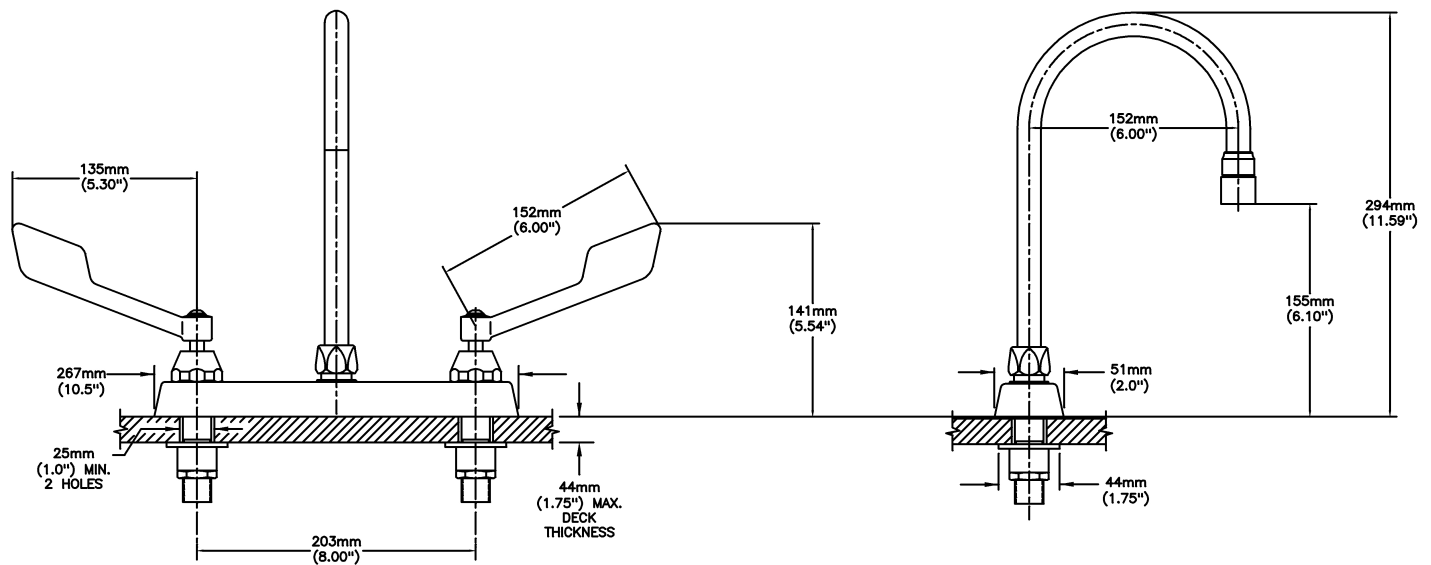 135mm
(5.30")
152mm
(6.00")
141mm
(5.54")
267mm
(10.5")
25mm
(1.0") MIN.
2 HOLES
44mm
(1.75") MAX.
DECK
THICKNESS
203mm
(8.00")
152mm
(6.00")
294mm
(11.59")
155mm
(6.10")
51mm
(2.0")
44mm
(1.75")